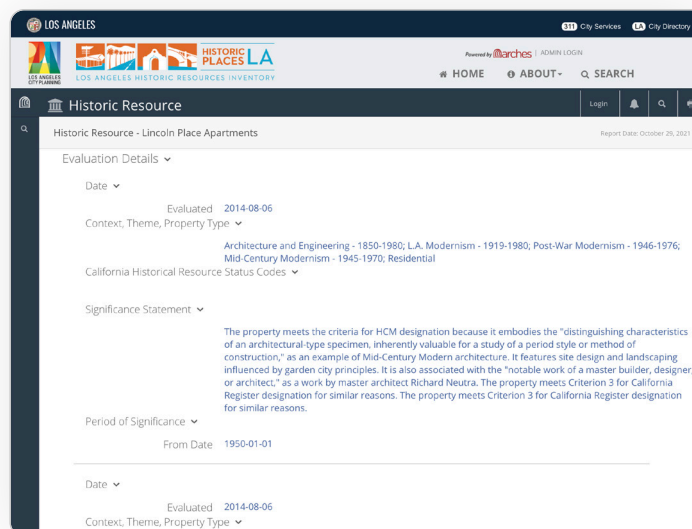 LOS ANGELES
311 City Services LA City Directory
LOS ANGELES
CITY PLANNING
HISTORIC
PLACES LA
LOS ANGELES HISTORIC RESOURCES INVENTORY
Powered by arches | ADMIN LOGIN
HOME ABOUT SEARCH
Historic Resource
Login
Historic Resource - Lincoln Place Apartments
Report Date: October 29, 2021
Evaluation Details
Date
Evaluated 2014-08-06
Context, Theme, Property Type
Architecture and Engineering - 1850-1980; L.A. Modernism - 1919-1980; Post-War Modernism - 1946-1976;
Mid-Century Modernism - 1945-1970; Residential
California Historical Resource Status Codes
Significance Statement
The property meets the criteria for HCM designation because it embodies the "distinguishing characteristics
of an architectural-type specimen, inherently valuable for a study of a period style or method of
construction," as an example of Mid-Century Modern architecture. It features site design and landscaping
influenced by garden city principles. It is also associated with the "notable work of a master builder, designer,
or architect," as a work by master architect Richard Neutra. The property meets Criterion 3 for California
Register designation for similar reasons. The property meets Criterion 3 for California Register designation
for similar reasons.
Period of Significance
From Date 1950-01-01
Date
Evaluated 2014-08-06
Context, Theme, Property Type